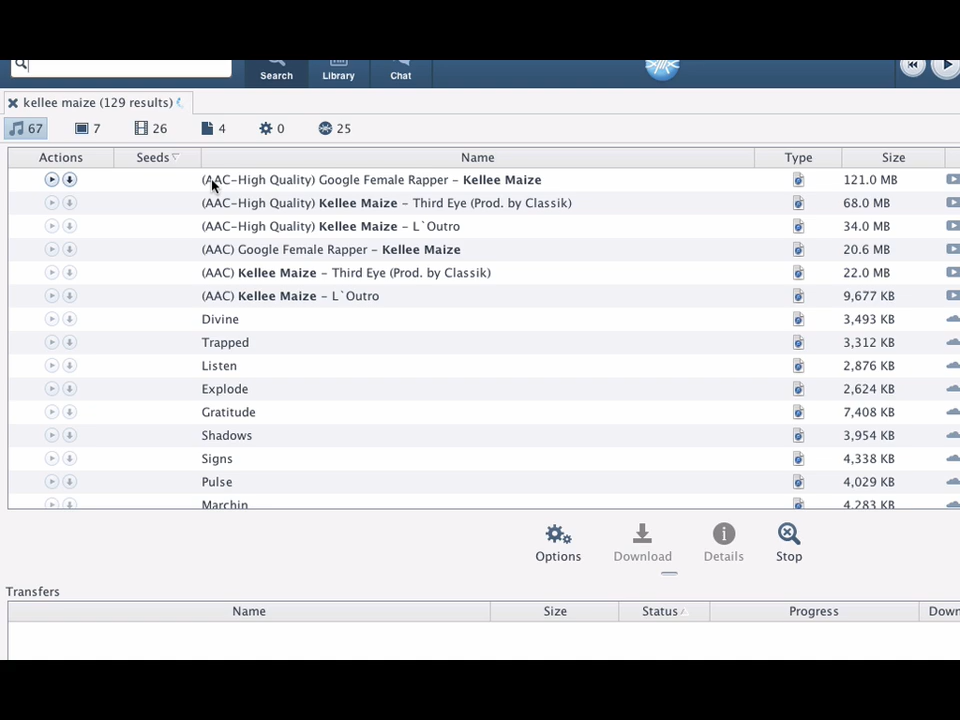 Search Library Chat
kellee maize (129 results)
67 7 26 4 0 25
Actions Seeds Name Type Size
(AAC-High Quality) Google Female Rapper - Kellee Maize 121.0 MB
(AAC-High Quality) Kellee Maize - Third Eye (Prod. by Classik) 68.0 MB
(AAC-High Quality) Kellee Maize - L`Outro 34.0 MB
(AAC) Google Female Rapper - Kellee Maize 20.6 MB
(AAC) Kellee Maize - Third Eye (Prod. by Classik) 22.0 MB
(AAC) Kellee Maize - L`Outro 9,677 KB
Divine 3,493 KB
Trapped 3,312 KB
Listen 2,876 KB
Explode 2,624 KB
Gratitude 7,408 KB
Shadows 3,954 KB
Signs 4,338 KB
Pulse 4,029 KB
Marchin 4,283 KB
Options Download Details Stop
Transfers
Name Size Status Progress Down